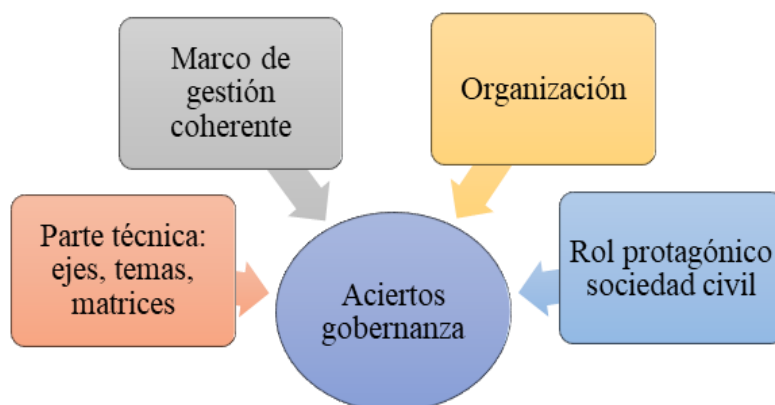 Marco de
gestión
coherente
Organización
Parte técnica:
ejes, temas,
matrices
Aciertos
gobernanza
Rol protagónico
sociedad civil